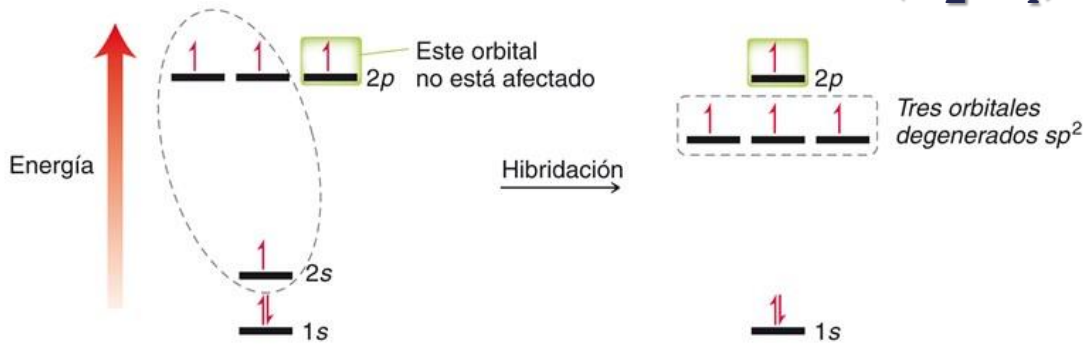 Este orbital
no está afectado
2p
2p
Tres orbitales
degenerados sp²
Energía
Hibridación
2s
1s
1s